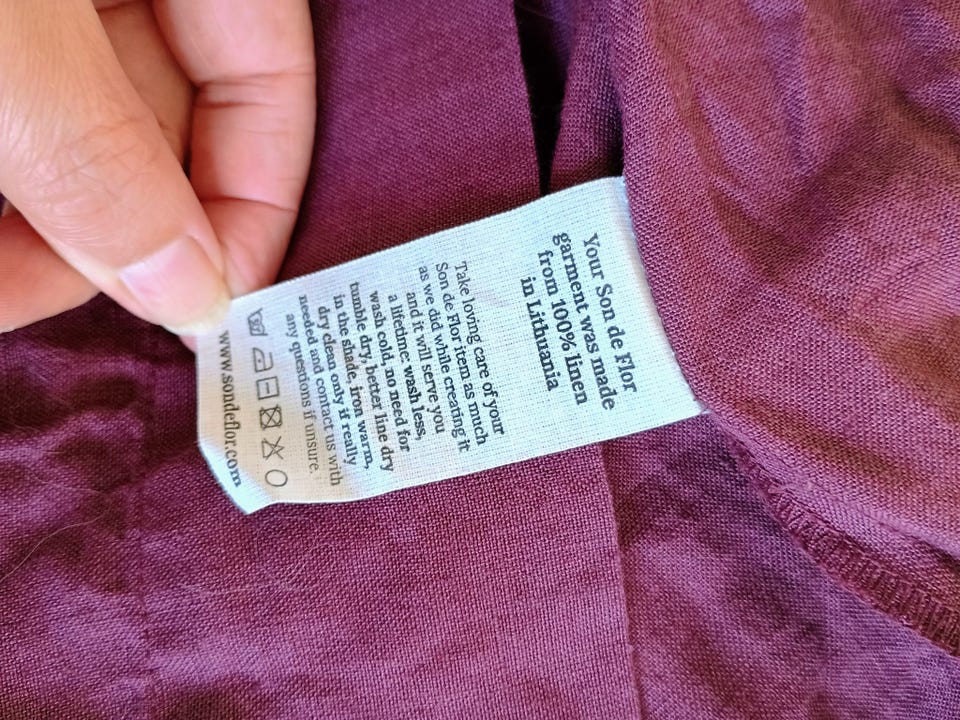 Your Son de Flor
garment was made
from 100% linen
in Lithuania
Take loving care of your
Son de Flor item as much
as we did while creating it
and it will serve you
a lifetime: wash less,
wash cold, no need for
tumble dry, better line dry
in the shade, iron warm,
dry clean only if really
needed and contact us with
any questions if unsure.
www.sondeflor.com